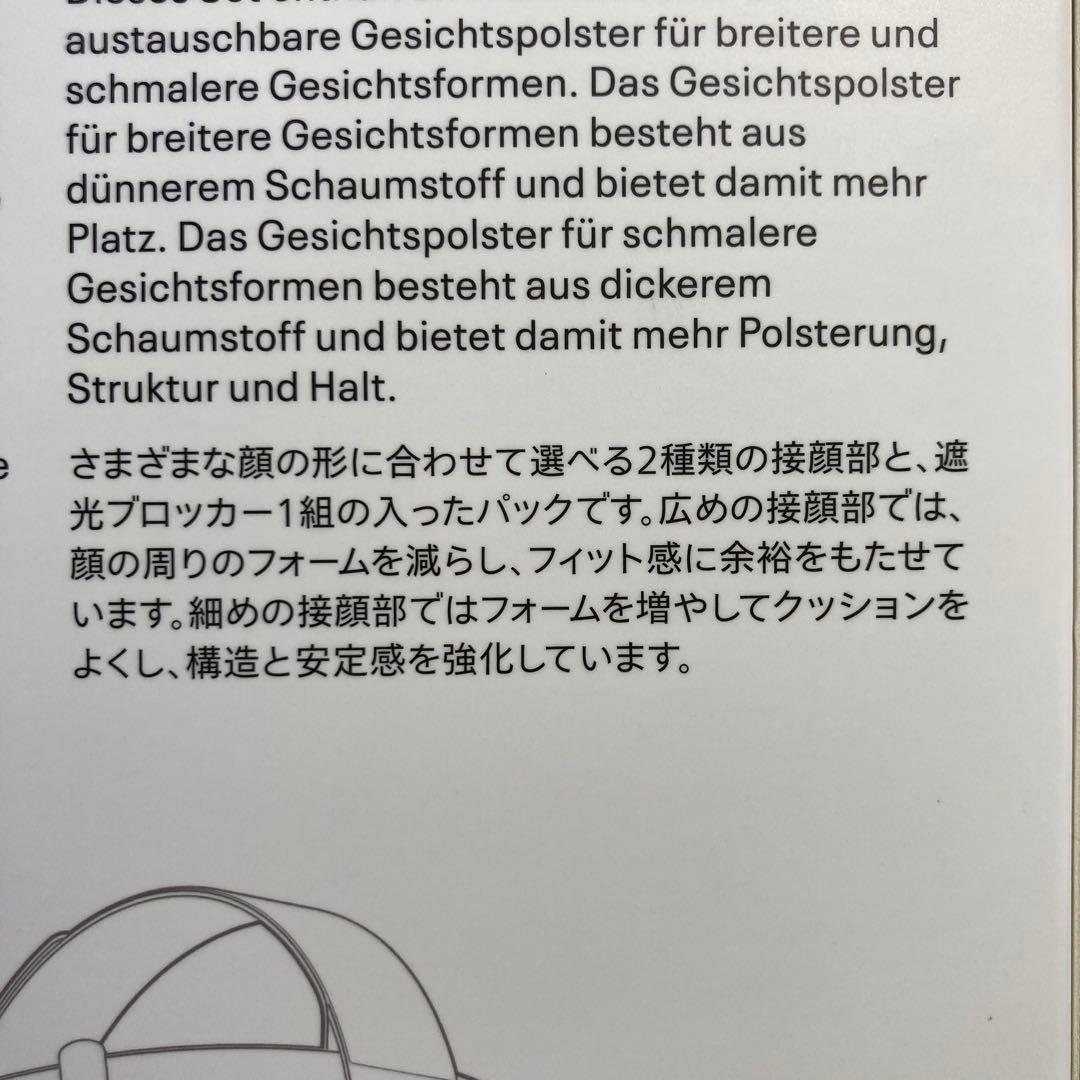 austauschbare Gesichtspolster für breitere und
schmalere Gesichtsformen. Das Gesichtspolster
für breitere Gesichtsformen besteht aus
dünnerem Schaumstoff und bietet damit mehr
Platz. Das Gesichtspolster für schmalere
Gesichtsformen besteht aus dickerem
Schaumstoff und bietet damit mehr Polsterung,
Struktur und Halt.
さまざまな顔の形に合わせて選べる2種類の接顔部と、遮
光ブロッカー1組の入ったパックです。広めの接顔部では、
顔の周りのフォームを減らし、フィット感に余裕をもたせて
います。細めの接顔部ではフォームを増やしてクッションを
よくし、構造と安定感を強化しています。